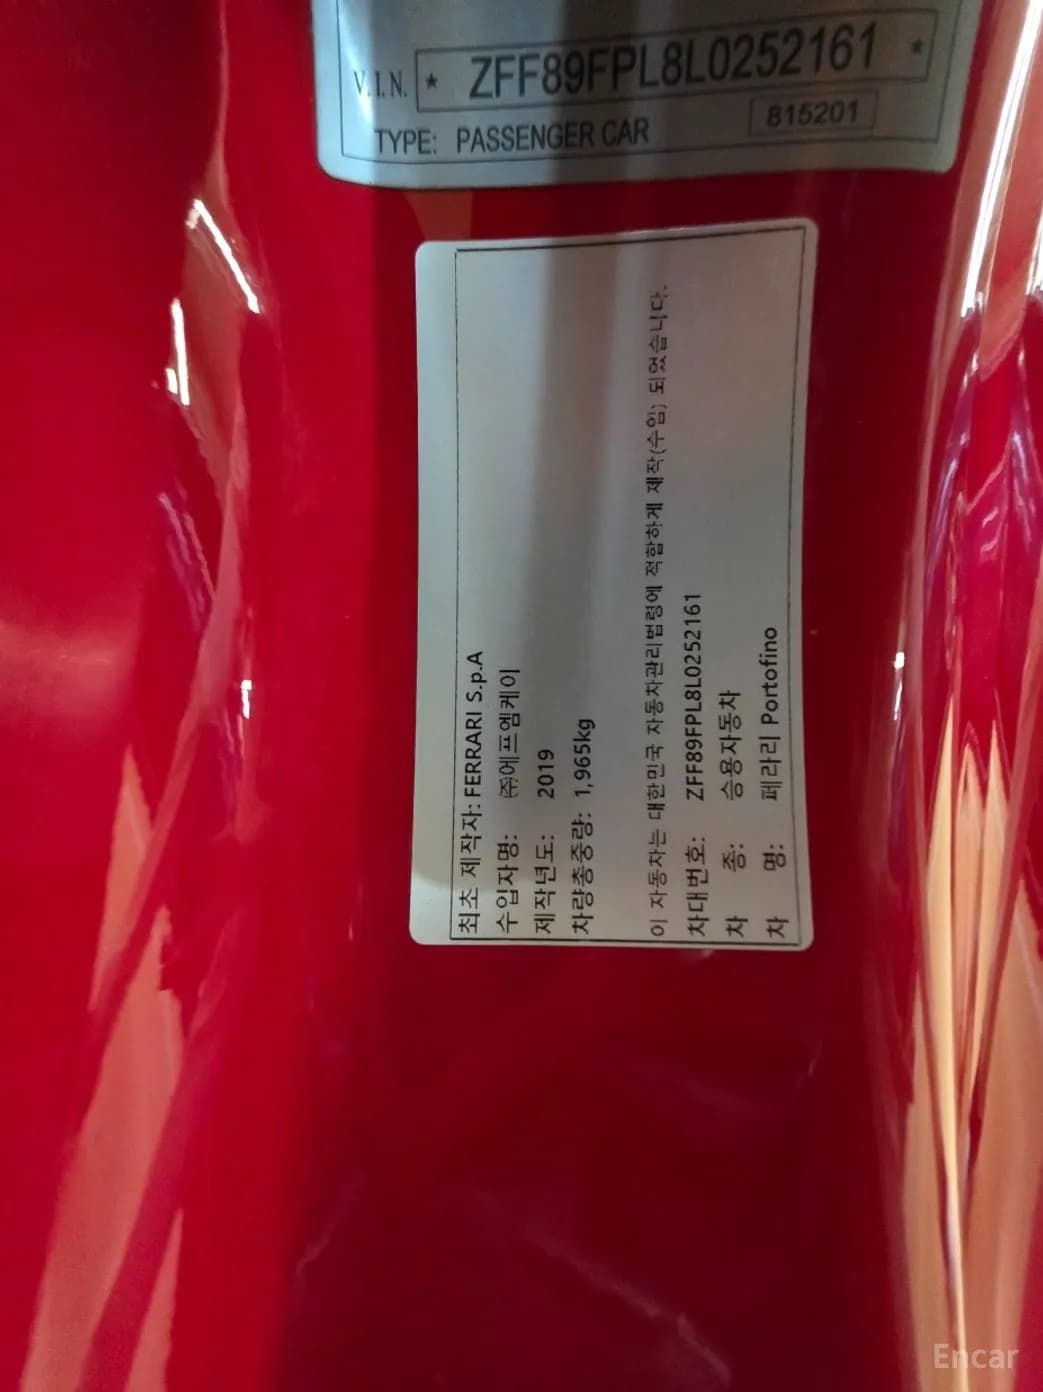 V.I.N. * ZFF89FPL8L0252161 *
TYPE: PASSENGER CAR 815201
최초 제작자: FERRARI S.p.A
수입자명: ㈜에프엠케이
제작년도: 2019
차량총중량: 1,965kg
이 자동차는 대한민국 자동차관리법령에 적합하게 제작(수입) 되었습니다.
차대번호: ZFF89FPL8L0252161
차 종: 승용자동차
차 명: 페라리 Portofino
Encar